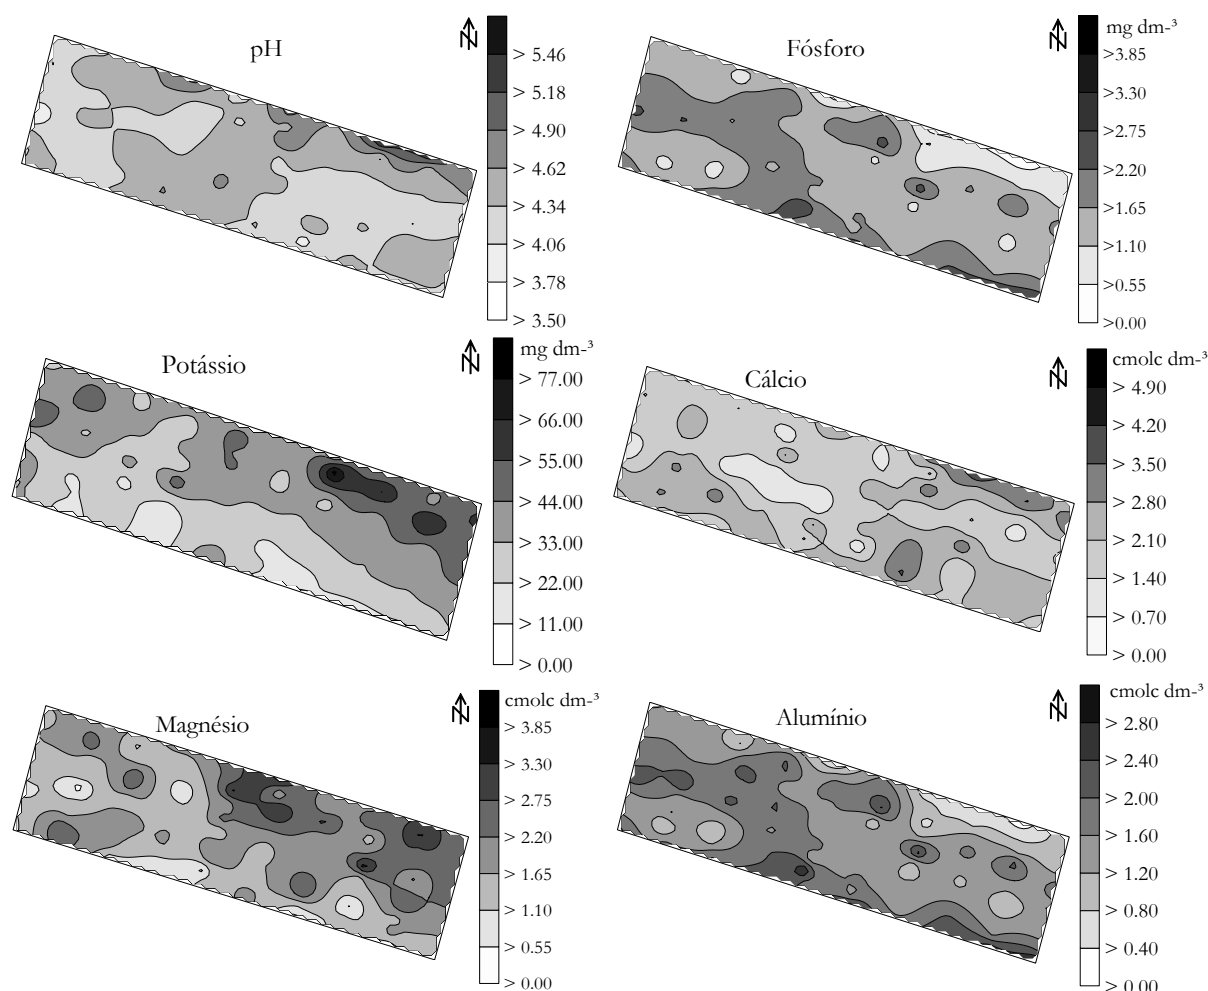 pH
N
> 5.46
> 5.18
> 4.90
> 4.62
> 4.34
> 4.06
> 3.78
> 3.50
Fósforo
N
mg dm-³
>3.85
>3.30
>2.75
>2.20
>1.65
>1.10
>0.55
>0.00
Potássio
N
mg dm-³
> 77.00
> 66.00
> 55.00
> 44.00
> 33.00
> 22.00
> 11.00
> 0.00
Cálcio
N
cmolc dm-³
> 4.90
> 4.20
> 3.50
> 2.80
> 2.10
> 1.40
> 0.70
> 0.00
Magnésio
N
cmolc dm-³
> 3.85
> 3.30
> 2.75
> 2.20
> 1.65
> 1.10
> 0.55
> 0.00
Alumínio
N
cmolc dm-³
> 2.80
> 2.40
> 2.00
> 1.60
> 1.20
> 0.80
> 0.40
> 0.00